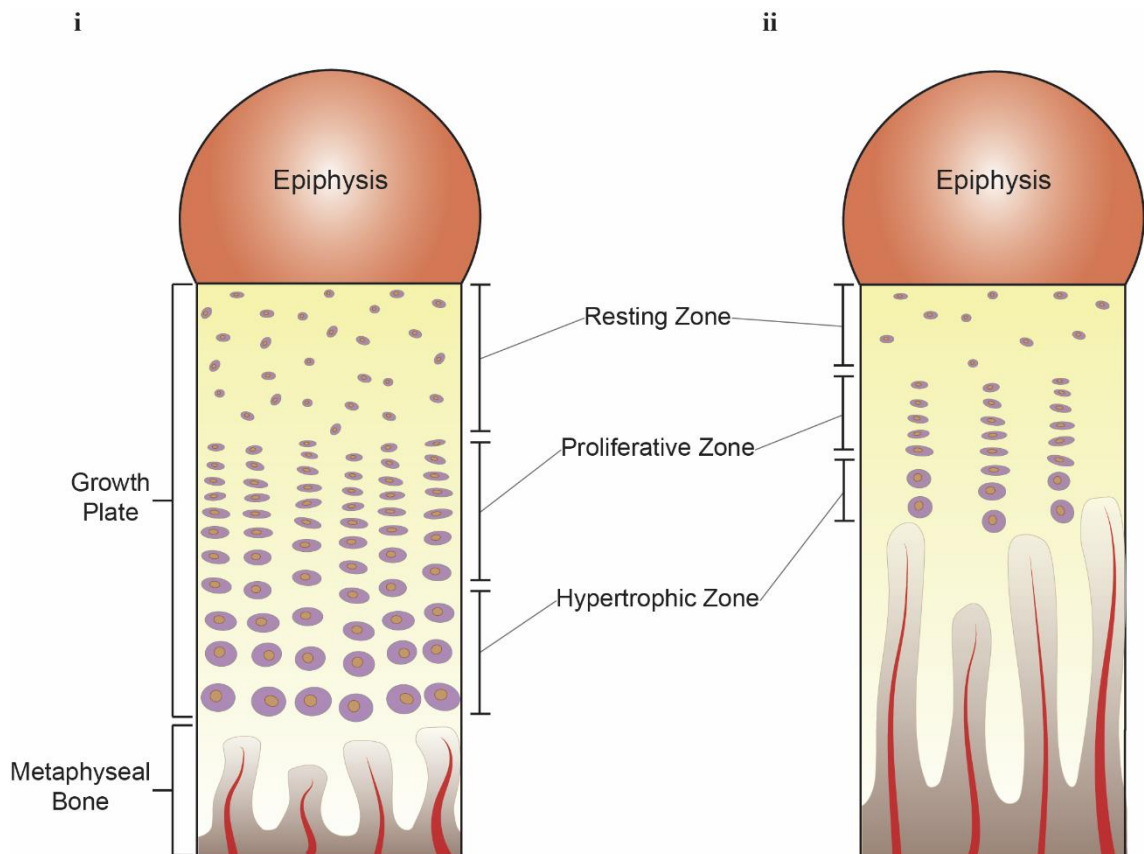 i
ii
Epiphysis
Epiphysis
Resting Zone
Proliferative Zone
Growth
Plate
Hypertrophic Zone
Metaphyseal
Bone